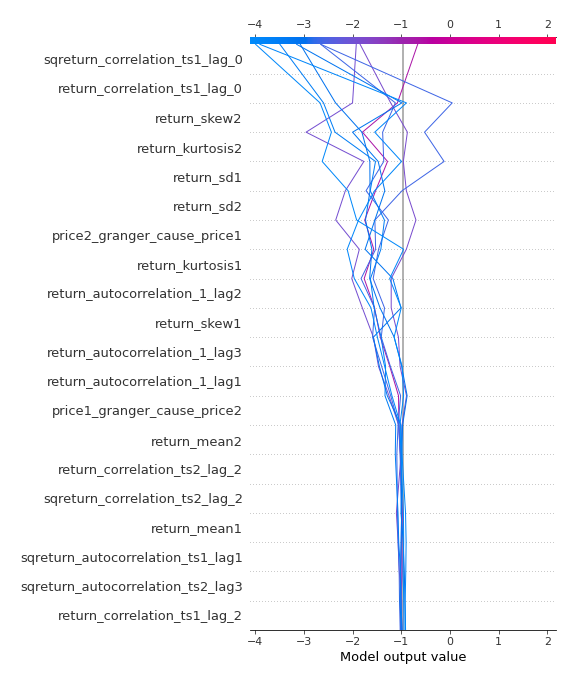 −4 −3 −2 −1 0 1 2
sqreturn_correlation_ts1_lag_0
return_correlation_ts1_lag_0
return_skew2
return_kurtosis2
return_sd1
return_sd2
price2_granger_cause_price1
return_kurtosis1
return_autocorrelation_1_lag2
return_skew1
return_autocorrelation_1_lag3
return_autocorrelation_1_lag1
price1_granger_cause_price2
return_mean2
return_correlation_ts2_lag_2
sqreturn_correlation_ts2_lag_2
return_mean1
sqreturn_autocorrelation_ts1_lag1
sqreturn_autocorrelation_ts2_lag3
return_correlation_ts1_lag_2
−4 −3 −2 −1 0 1 2
Model output value